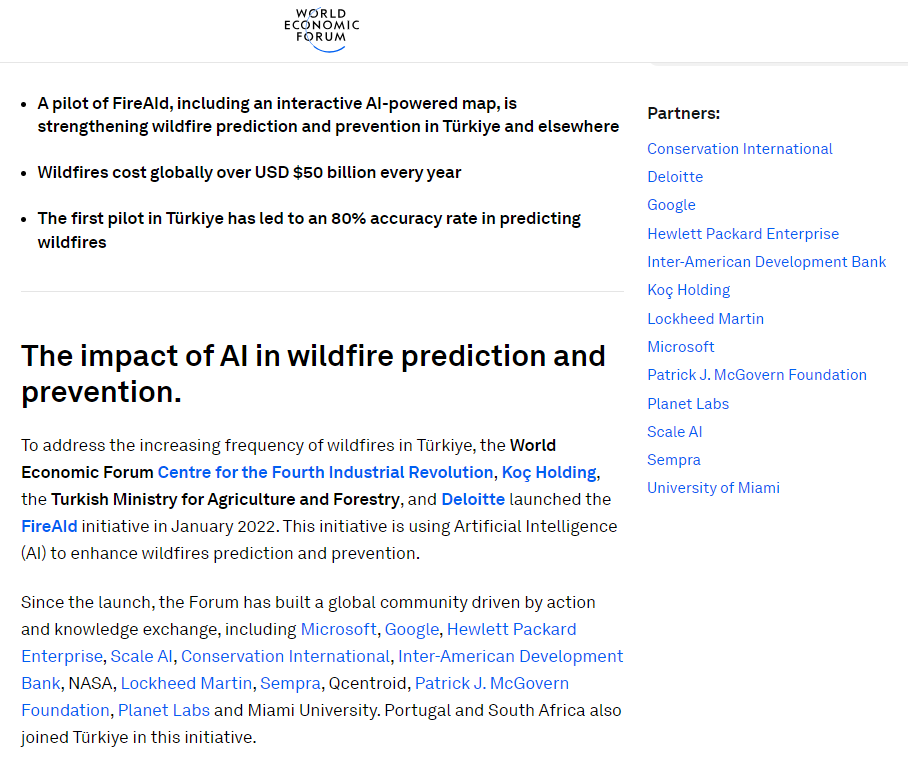 WORLD
ECONOMIC
FORUM
• A pilot of FireAId, including an interactive AI-powered map, is
strengthening wildfire prediction and prevention in Türkiye and elsewhere
• Wildfires cost globally over USD $50 billion every year
• The first pilot in Türkiye has led to an 80% accuracy rate in predicting
wildfires
The impact of AI in wildfire prediction and
prevention.
To address the increasing frequency of wildfires in Türkiye, the World
Economic Forum Centre for the Fourth Industrial Revolution, Koç Holding,
the Turkish Ministry for Agriculture and Forestry, and Deloitte launched the
FireAId initiative in January 2022. This initiative is using Artificial Intelligence
(AI) to enhance wildfires prediction and prevention.
Since the launch, the Forum has built a global community driven by action
and knowledge exchange, including Microsoft, Google, Hewlett Packard
Enterprise, Scale AI, Conservation International, Inter-American Development
Bank, NASA, Lockheed Martin, Sempra, Qcentroid, Patrick J. McGovern
Foundation, Planet Labs and Miami University. Portugal and South Africa also
joined Türkiye in this initiative.
Partners:
Conservation International
Deloitte
Google
Hewlett Packard Enterprise
Inter-American Development Bank
Koç Holding
Lockheed Martin
Microsoft
Patrick J. McGovern Foundation
Planet Labs
Scale AI
Sempra
University of Miami